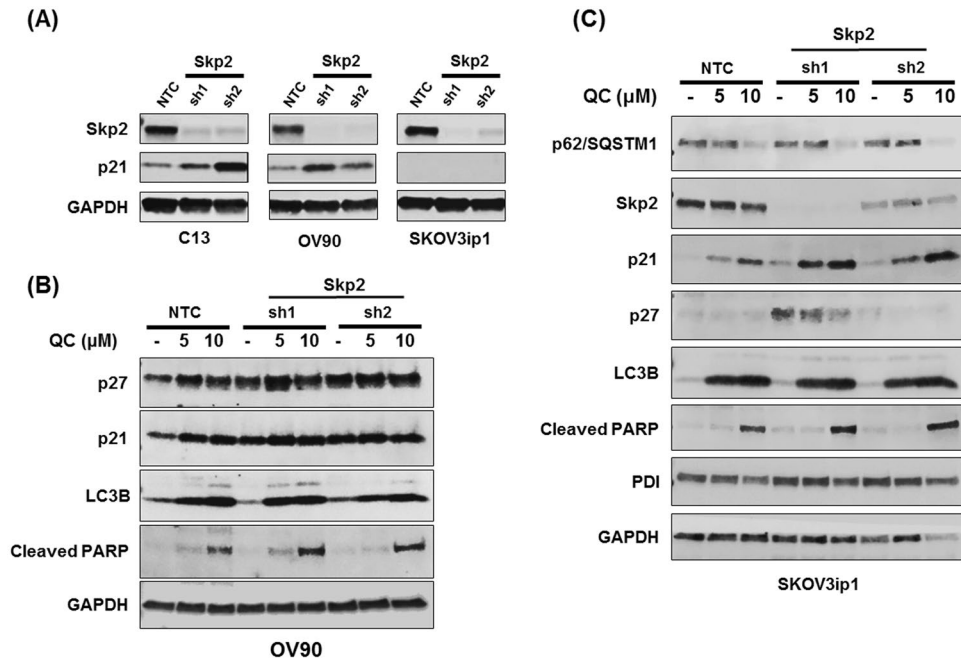 (A)
Skp2
Skp2
Skp2
NTC sh1 sh2
NTC sh1 sh2
NTC sh1 sh2
Skp2
p21
GAPDH
C13
OV90
SKOV3ip1
(B)
Skp2
NTC sh1 sh2
QC (µM) - 5 10 - 5 10 - 5 10
p27
p21
LC3B
Cleaved PARP
GAPDH
OV90
(C)
Skp2
NTC sh1 sh2
QC (µM) - 5 10 - 5 10 - 5 10
p62/SQSTM1
Skp2
p21
p27
LC3B
Cleaved PARP
PDI
GAPDH
SKOV3ip1